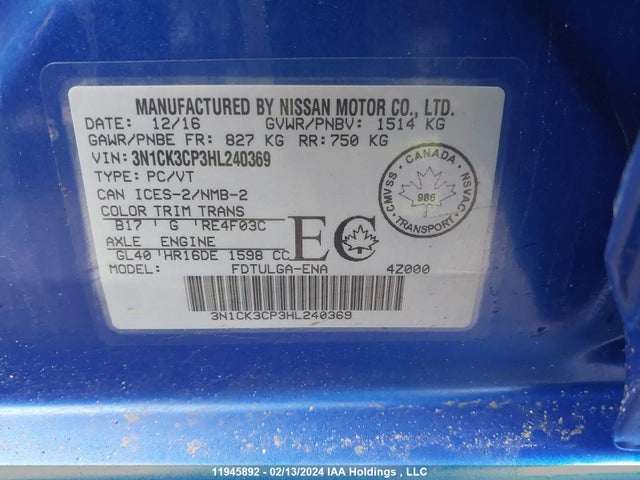 MANUFACTURED BY NISSAN MOTOR CO., LTD.
DATE: 12/16 GVWR/PNBV: 1514 KG
GAWR/PNBE FR: 827 KG RR:750 KG
VIN: 3N1CK3CP3HL240369
TYPE: PC/VT
CAN ICES-2/NMB-2
COLOR TRIM TRANS
B17 G RE4F03C
AXLE ENGINE
GL40 HR16DE 1598 CC
EC
MODEL: FDTULGA-ENA 4Z000
3N1CK3CP3HL240369
CMVSS - CANADA - NSVAC
986
TRANSPORT
11945892 - 02/13/2024 IAA Holdings , LLC